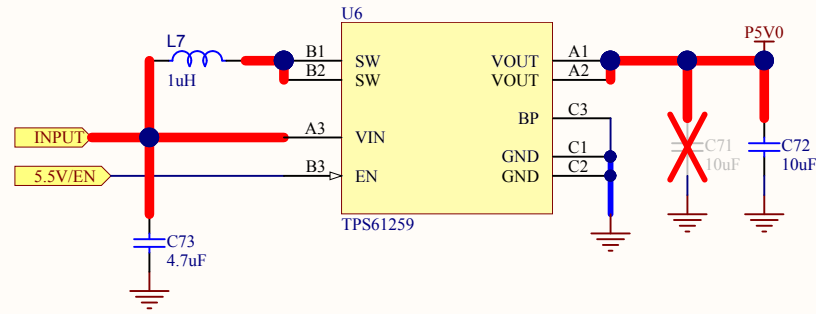 U6
P5V0
L7
1uH
B1
SW
B2
SW
VOUT
A1
VOUT
A2
BP
C3
INPUT
A3
VIN
GND
C1
C71
10uF
C72
10uF
5.5V/EN
B3
EN
GND
C2
TPS61259
C73
4.7uF